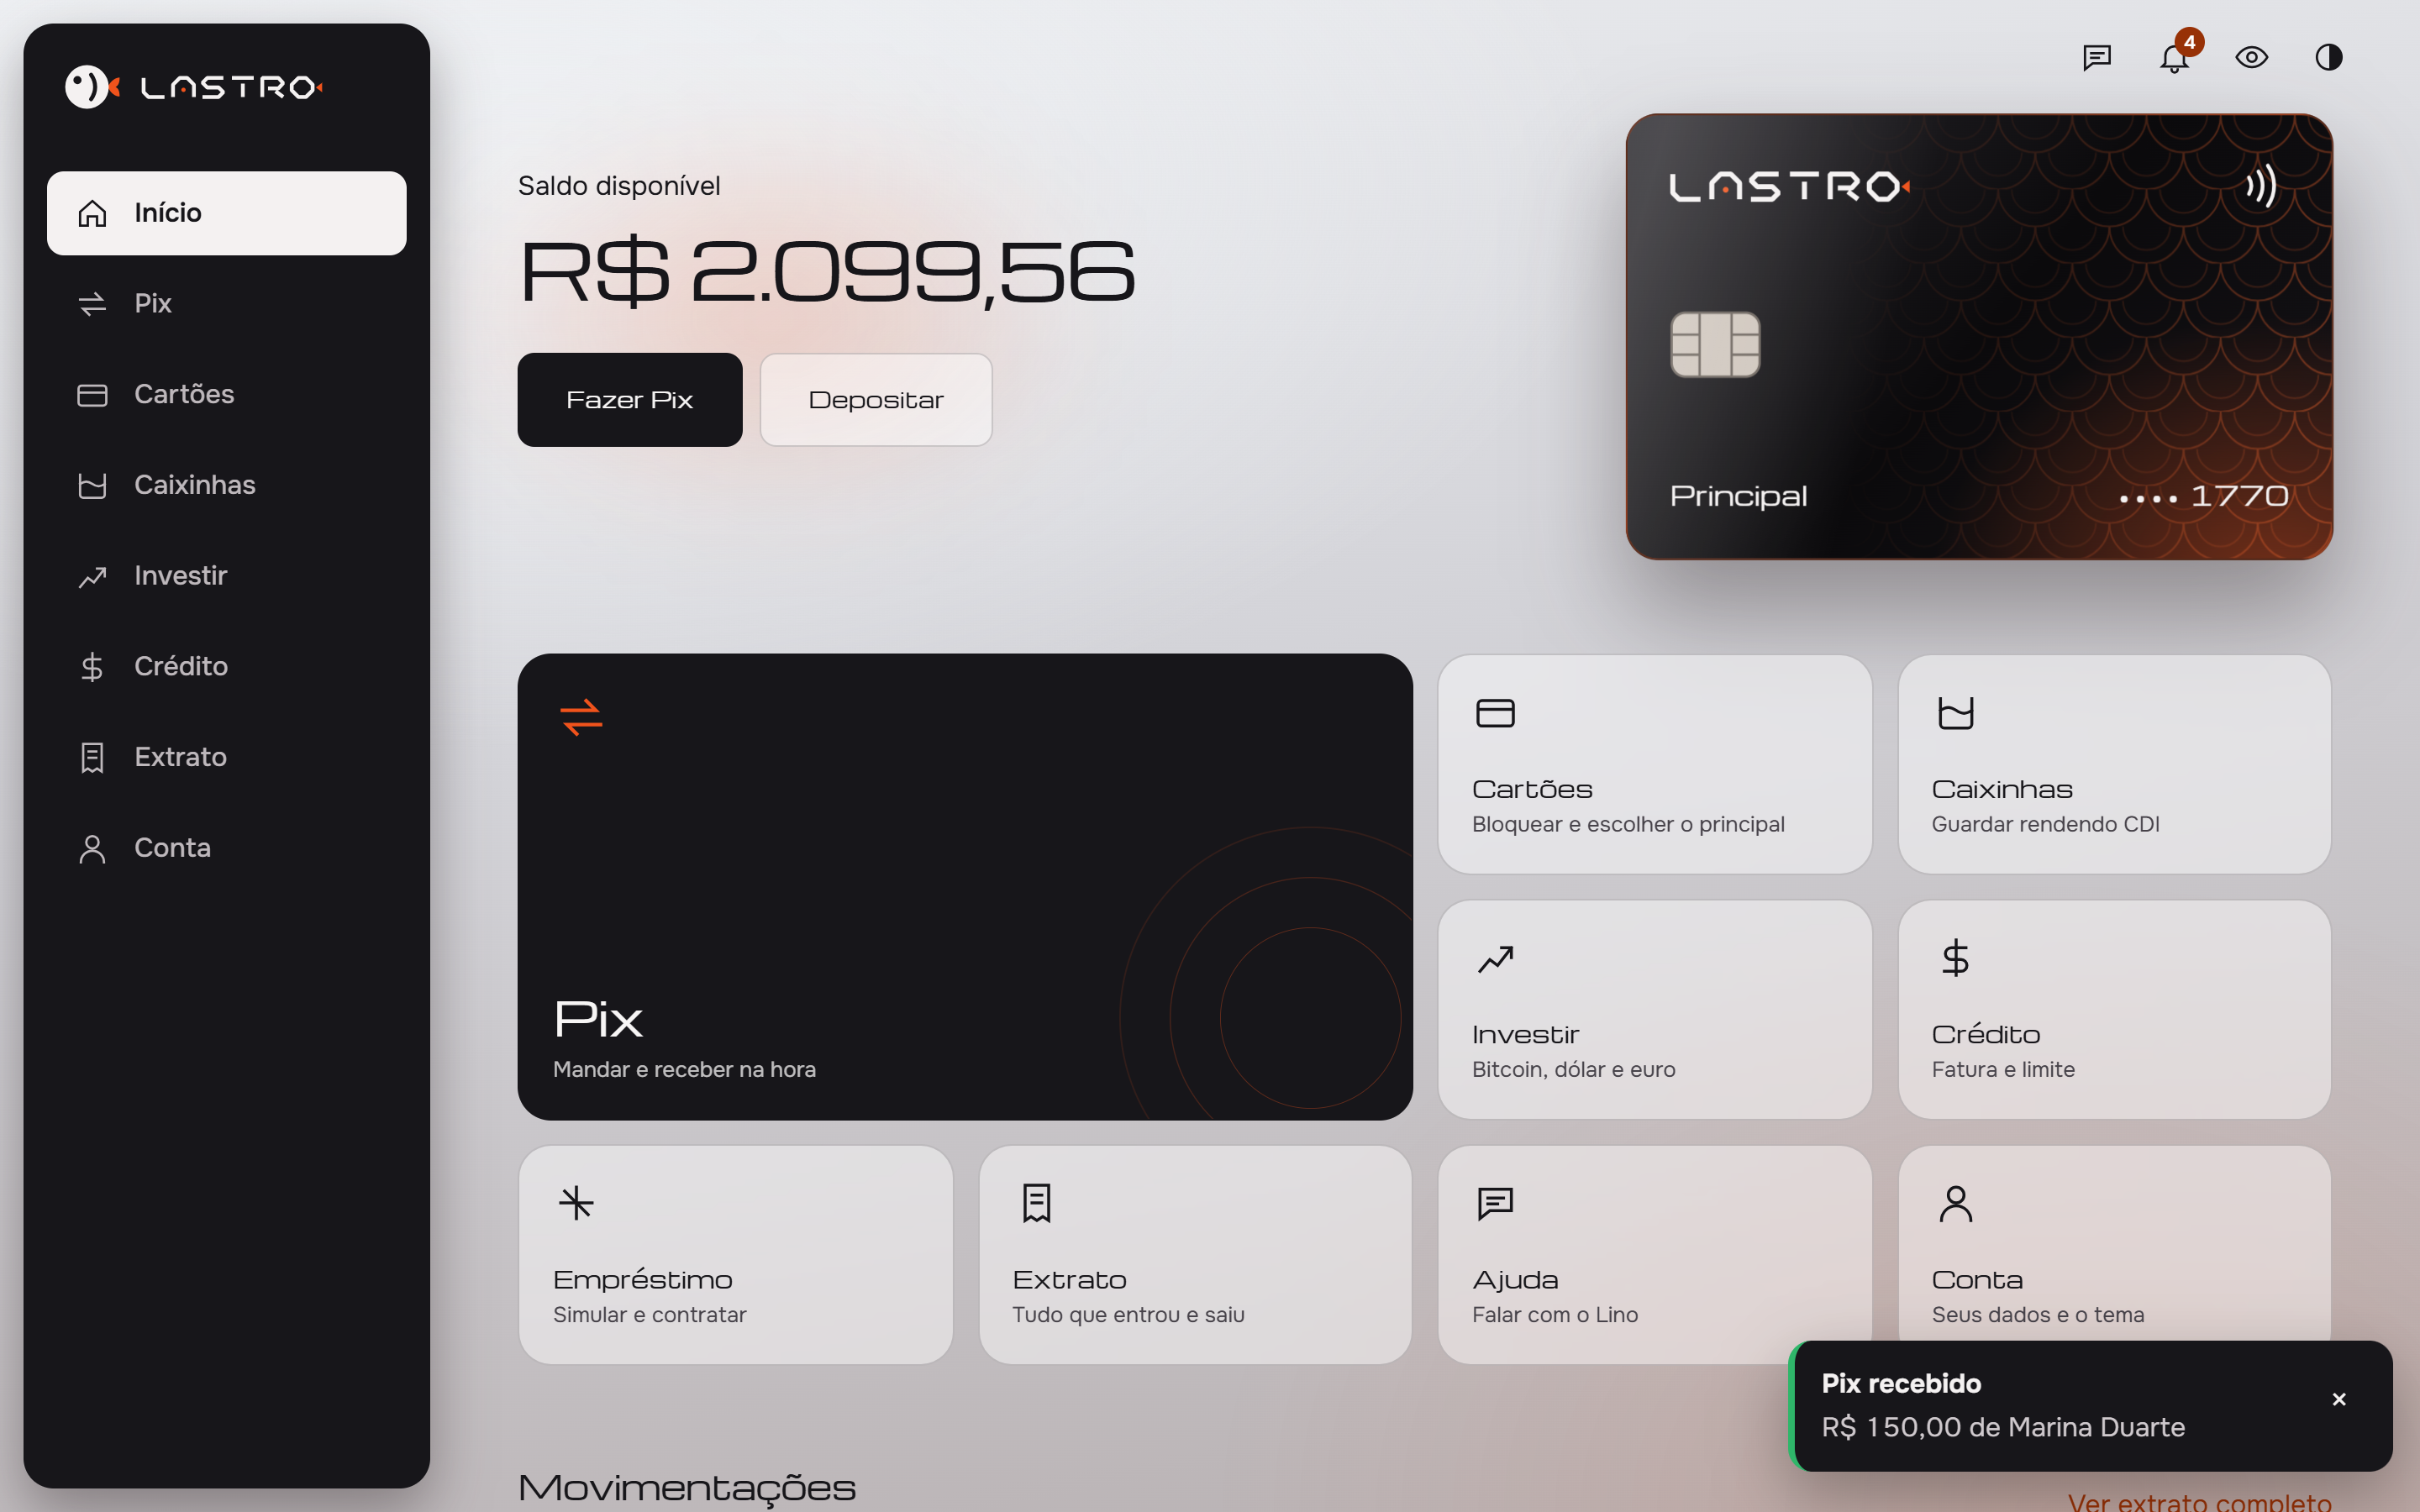 LASTRO
Início
Pix
Cartões
Caixinhas
Investir
Crédito
Extrato
Conta
4
Saldo disponível
R$ 2.099,56
Fazer Pix
Depositar
LASTRO
Principal
•••• 1770
Pix
Mandar e receber na hora
Cartões
Bloquear e escolher o principal
Caixinhas
Guardar rendendo CDI
Investir
Bitcoin, dólar e euro
Crédito
Fatura e limite
Empréstimo
Simular e contratar
Extrato
Tudo que entrou e saiu
Ajuda
Falar com o Lino
Conta
Seus dados e o tema
Pix recebido
R$ 150,00 de Marina Duarte
×
Movimentações
Ver extrato completo